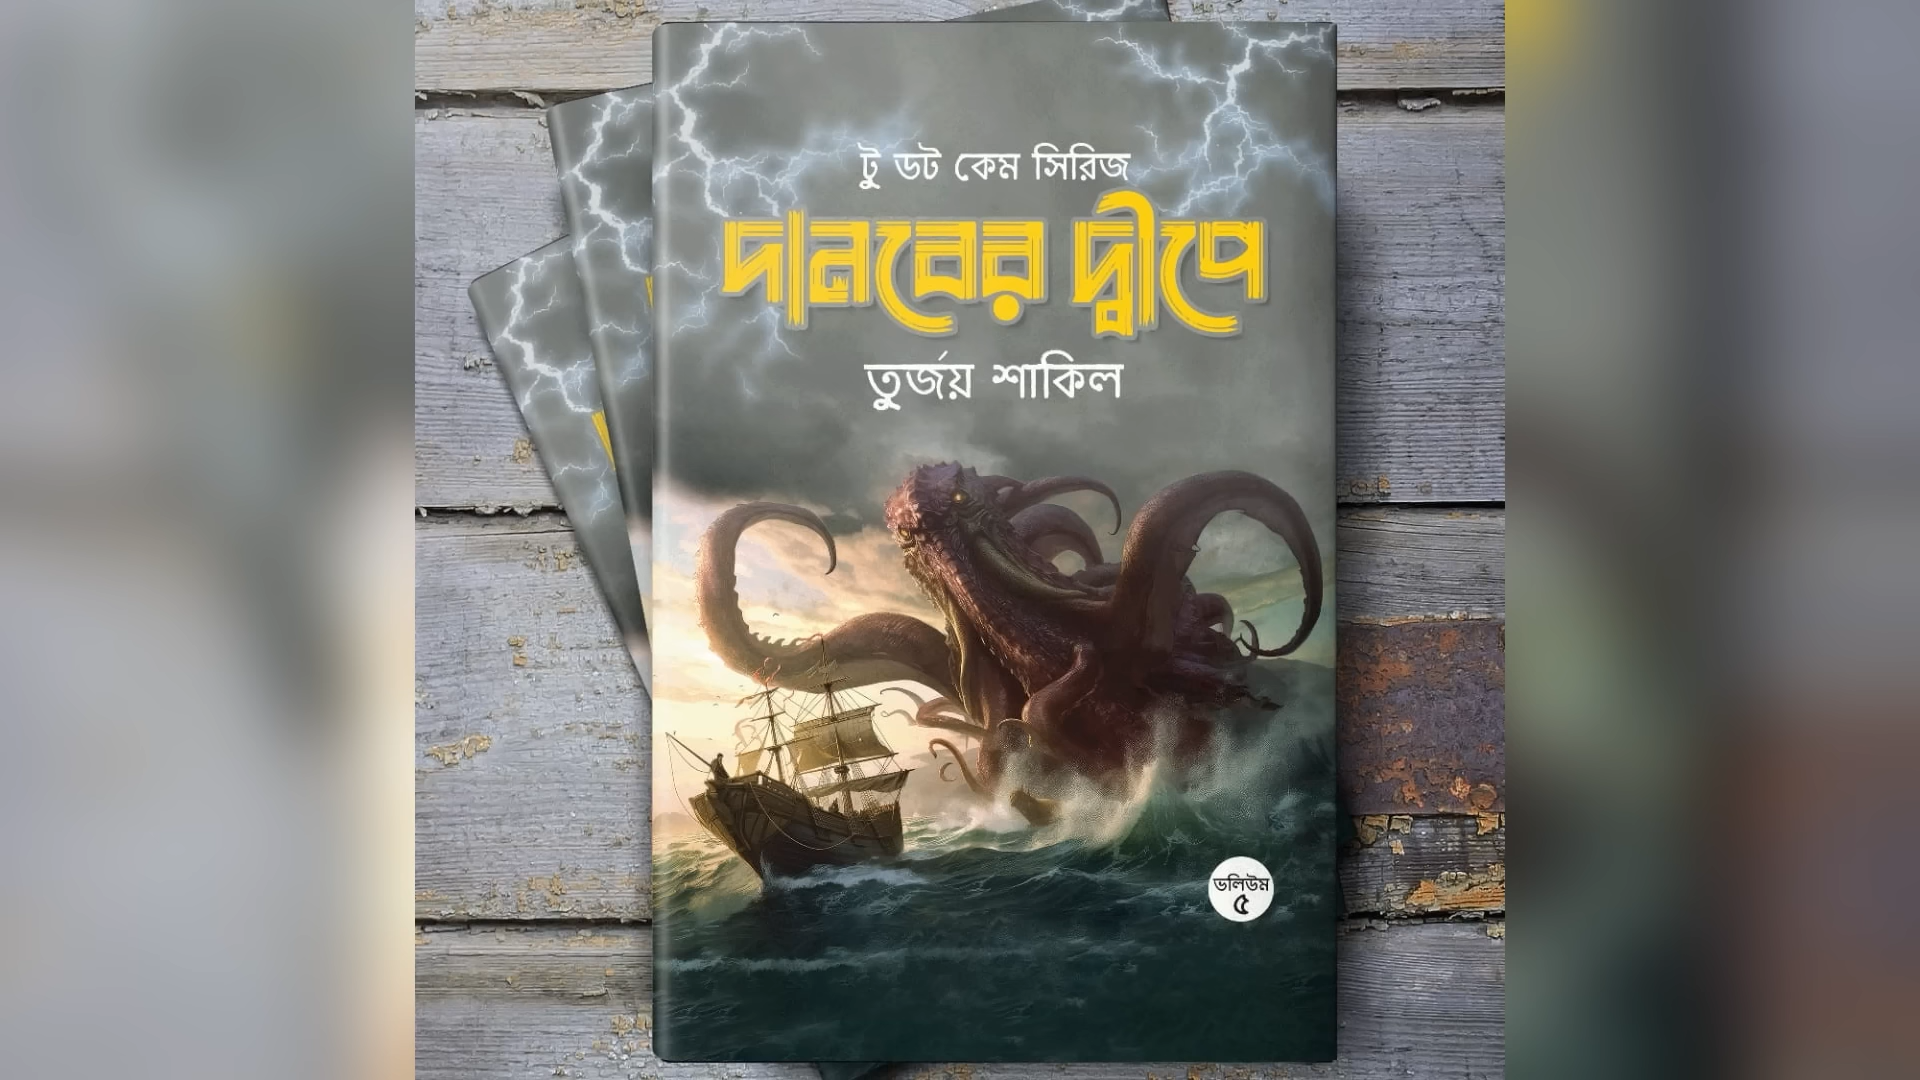 টু ডট কেম সিরিজ
দানবের দ্বীপে
তুর্জয় শাকিল
ভলিউম
৫